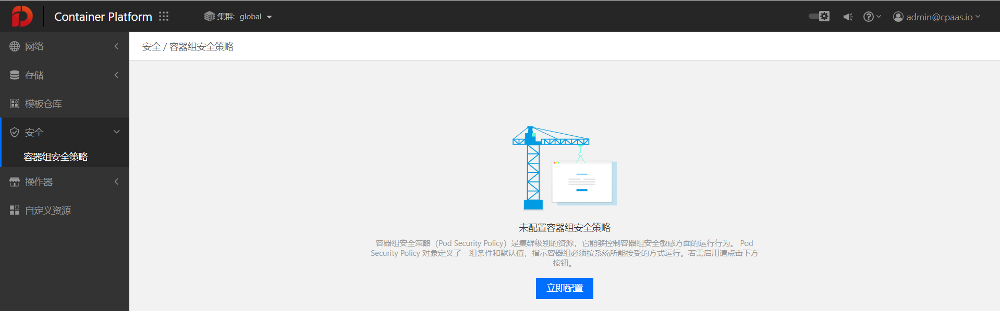 Container Platform
集群: global
admin@cpaas.io
网络
存储
模板仓库
安全
容器组安全策略
操作器
自定义资源
安全 / 容器组安全策略
未配置容器组安全策略
容器组安全策略（Pod Security Policy）是集群级别的资源，它能够控制容器组安全敏感方面的运行行为。 Pod
Security Policy 对象定义了一组条件和默认值，指示容器组必须按系统所能接受的方式运行。若需启用请点击下方
按钮。
立即配置